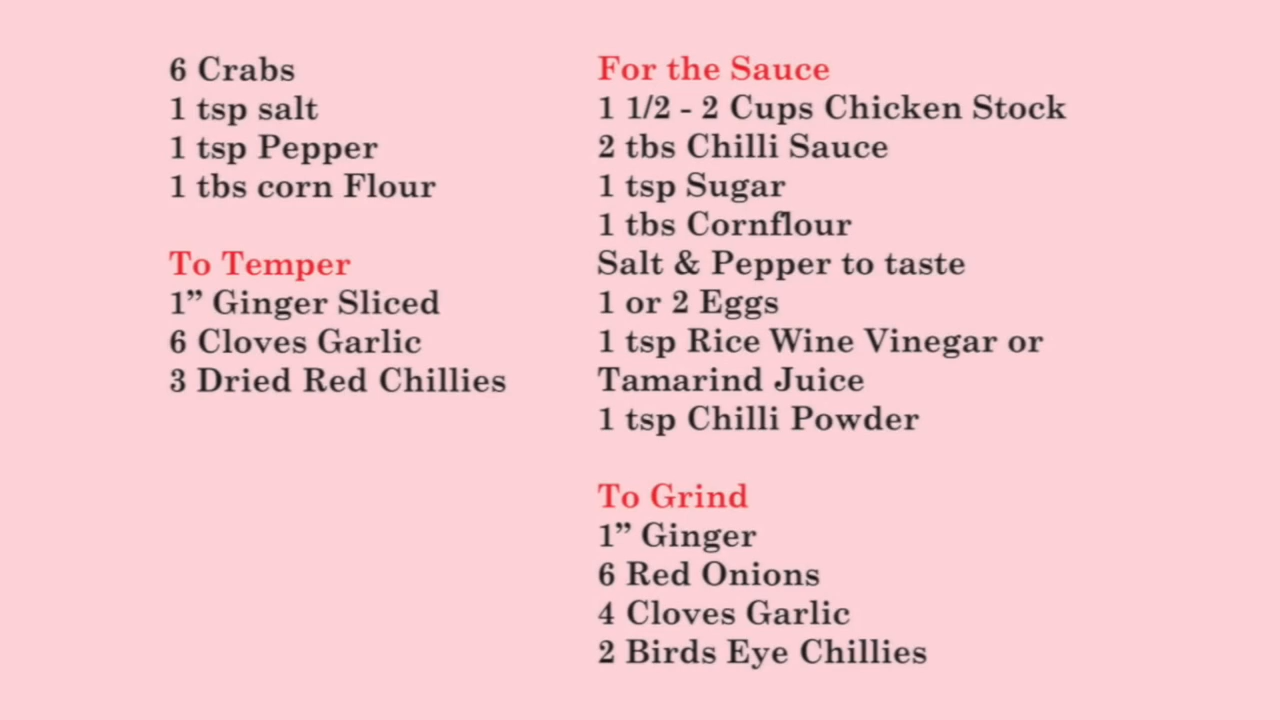 6 Crabs
1 tsp salt
1 tsp Pepper
1 tbs corn Flour
To Temper
1” Ginger Sliced
6 Cloves Garlic
3 Dried Red Chillies
For the Sauce
1 1/2 - 2 Cups Chicken Stock
2 tbs Chilli Sauce
1 tsp Sugar
1 tbs Cornflour
Salt & Pepper to taste
1 or 2 Eggs
1 tsp Rice Wine Vinegar or
Tamarind Juice
1 tsp Chilli Powder
To Grind
1” Ginger
6 Red Onions
4 Cloves Garlic
2 Birds Eye Chillies